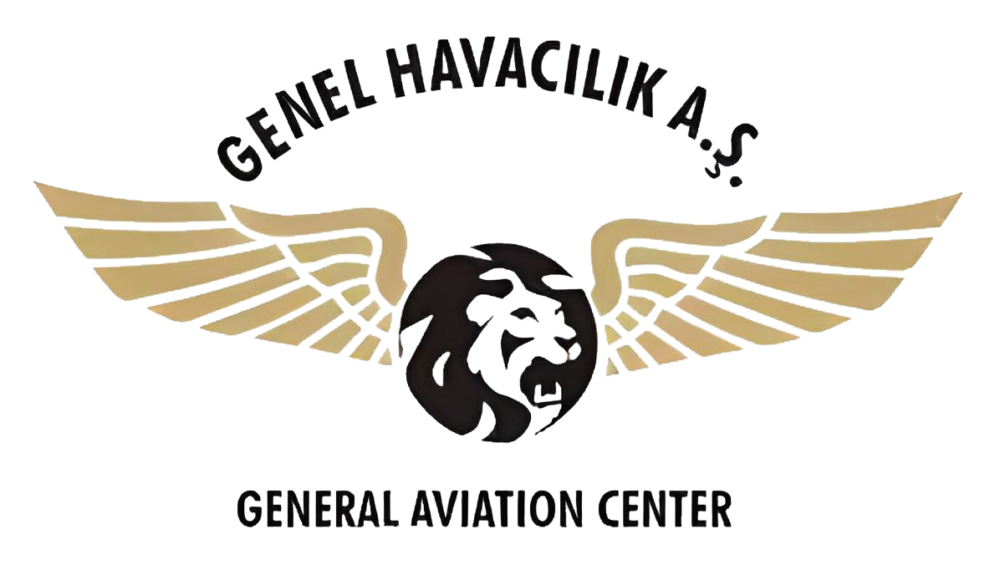 GENEL HAVACILIK A.Ş.
GENERAL AVIATION CENTER